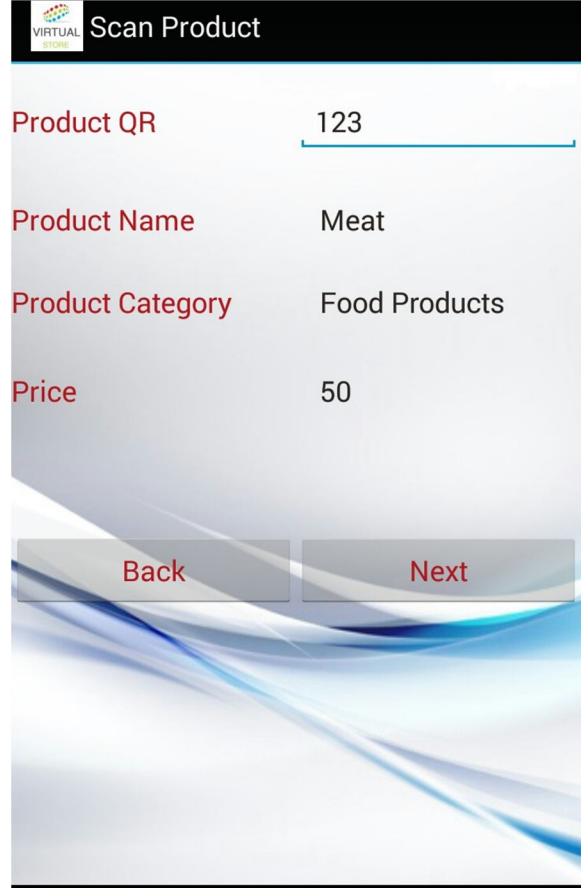 VIRTUAL
STORE
Scan Product
Product QR 123
Product Name Meat
Product Category Food Products
Price 50
Back Next